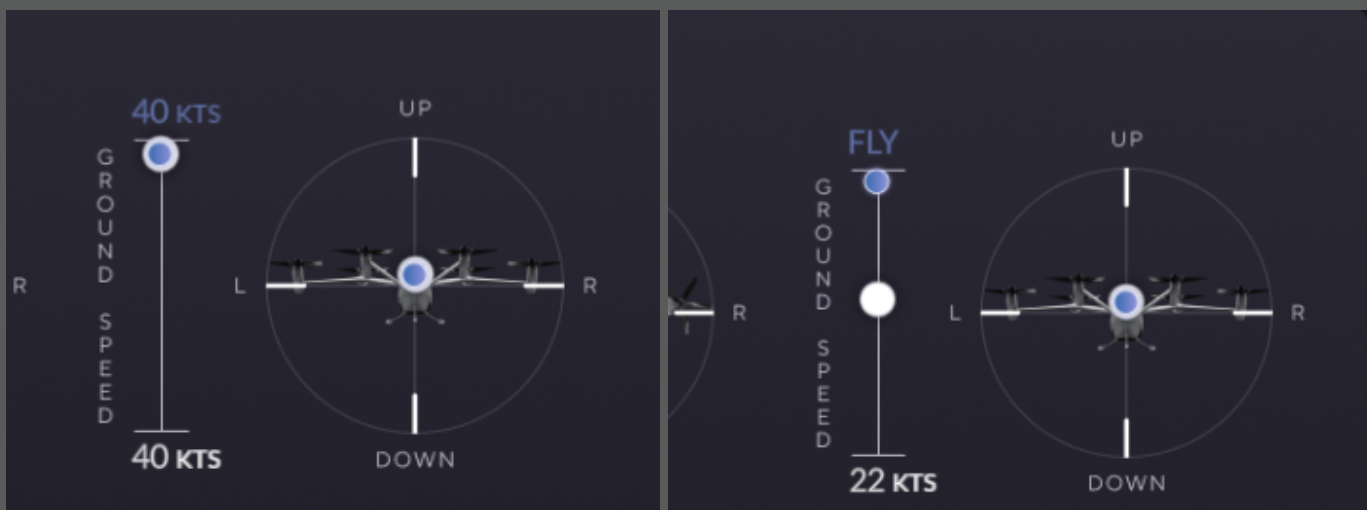 40 KTS
UP
GROUND SPEED
L
R
R
40 KTS
DOWN
FLY
UP
GROUND SPEED
R
L
R
22 KTS
DOWN